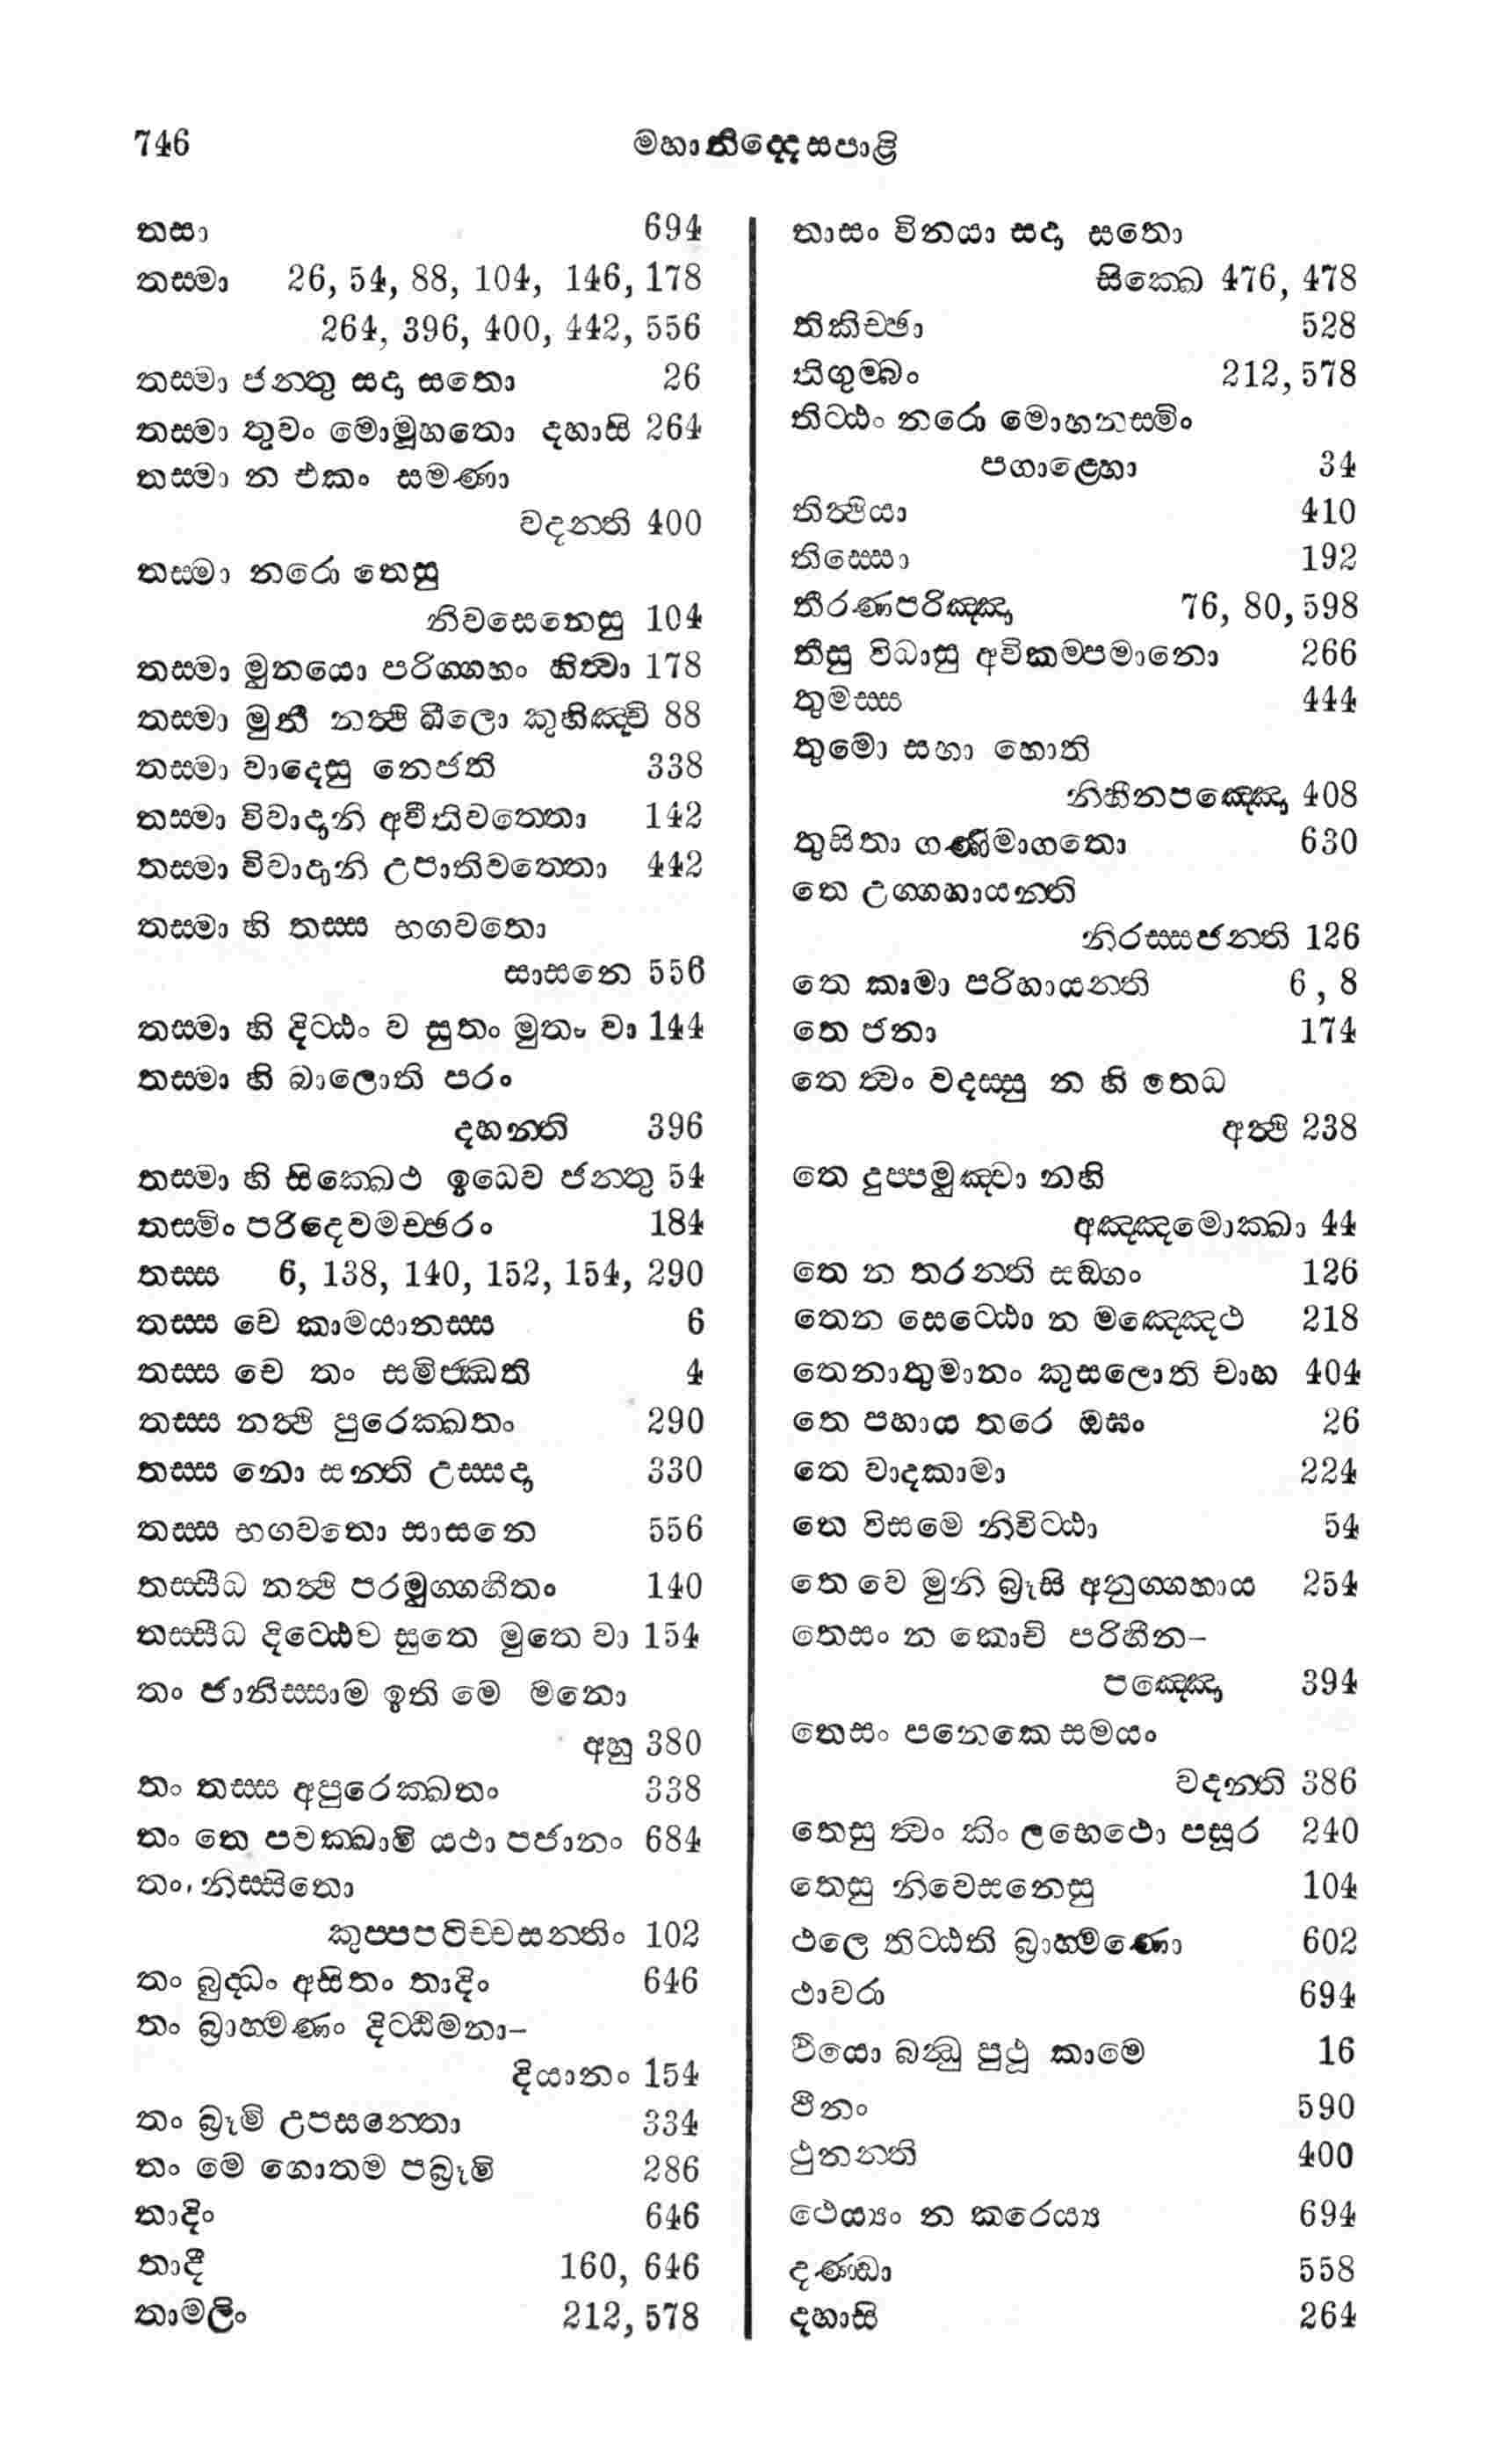 746
මහානිද්දෙසපාළි
තසා 694
තස්මා 26, 54, 88, 104, 146, 178
264, 396, 400, 442, 556
තස්මා ජන්තු සදා සතො 26
තස්මා තුවං මොමූහතො දහාසි 264
තස්මා න එකං සමණා
වදන්ති 400
තස්මා නරො තෙසු
නිවසෙනෙසු 104
තස්මා මුනයො පරිග්ගහං හිත්වා 178
තස්මා මුනී නත්ථි ඛීලො කුහිඤ්චි 88
තස්මා වාදෙසු නෙජති 338
තස්මා විවාදානි අවීතිවත්තො 142
තස්මා විවාදානි උපාතිවත්තො 442
තස්මා හි තස්ස භගවතො
සාසනෙ 556
තස්මා හි දිට්ඨං ව සුතං මුතං වා 144
තස්මා හි බාලොති පරං
දහන්ති 396
තස්මා හි සික්ඛෙථ ඉධෙව ජන්තු 54
තස්මිං පරිදෙවමච්ඡරං 184
තස්ස 6, 138, 140, 152, 154, 290
තස්ස චෙ කාමයානස්ස 6
තස්ස චෙ තං සමිජ්ඣති 4
තස්ස නත්ථි පුරෙක්ඛතං 290
තස්ස නො සන්ති උස්සදා 330
තස්ස භගවතො සාසනෙ 556
තස්සීධ නත්ථි පරමුග්ගහීතං 140
තස්සීධ දිට්ඨෙව සුතෙ මුතෙ වා 154
තං ජානිස්සාම ඉති මෙ මනො
අහු 380
තං තස්ස අපුරෙක්ඛතං 338
තං තෙ පවක්ඛාමි යථා පජානං 684
තං නිස්සිතො
කුප්පපටිච්චසන්තිං 102
තං බුද්ධං අසිතං තාදිං 646
තං බ්‍රාහ්මණං දිට්ඨිමනා-
දියානං 154
තං බ්‍රූමි උපසන්තො 334
තං මෙ ගොතම පබ්‍රූමි 286
තාදිං 646
තාදී 160, 646
තාමලිං 212, 578
තාසං විනයා සදා සතො
සික්ඛෙ 476, 478
තිකිච්ඡා 528
තිගුම්බං 212, 578
තිට්ඨං නරො මොහනස්මිං
පගාළ්හො 34
තිත්ථියා 410
තිස්සො 192
තීරණපරිඤ්ඤා 76, 80, 598
තීසු විධාසු අවිකම්පමානො 266
තුමස්ස 444
තුමො සහා හොති
නිහීනපඤ්ඤො 408
තුසිතා ගණිමාගතො 630
තෙ උග්ගහායන්ති
නිරස්සජන්ති 126
තෙ කාමා පරිහායන්ති 6, 8
තෙ ජනා 174
තෙ ත්වං වදස්සු න හි තෙධ
අත්ථි 238
තෙ දුප්පමුඤ්චා නහි
අඤ්ඤමොක්ඛා 44
තෙ න තරන්ති සඞ්ගං 126
තෙන සෙට්ඨො න මඤ්ඤෙථ 218
තෙනාතුමානං කුසලොති චාහ 404
තෙ පහාය තරෙ ඔඝං 26
තෙ වාදකාමා 224
තෙ විසමෙ නිවිට්ඨා 54
තෙ වෙ මුනි බ්‍රූසි අනුග්ගහාය 254
තෙසං න කොචි පරිහීන-
පඤ්ඤො 394
තෙසං පනෙකෙ සමයං
වදන්ති 386
තෙසු ත්වං කිං ලභෙථො පසූර 240
තෙසු නිවෙසනෙසු 104
ථලෙ තිට්ඨති බ්‍රාහ්මණො 602
ථාවරා 694
ථියො බන්ධු පුථූ කාමෙ 16
ථීනං 590
ථුනන්ති 400
ථෙය්‍යං න කරෙය්‍ය 694
දණ්ඩා 558
දහාසි 264